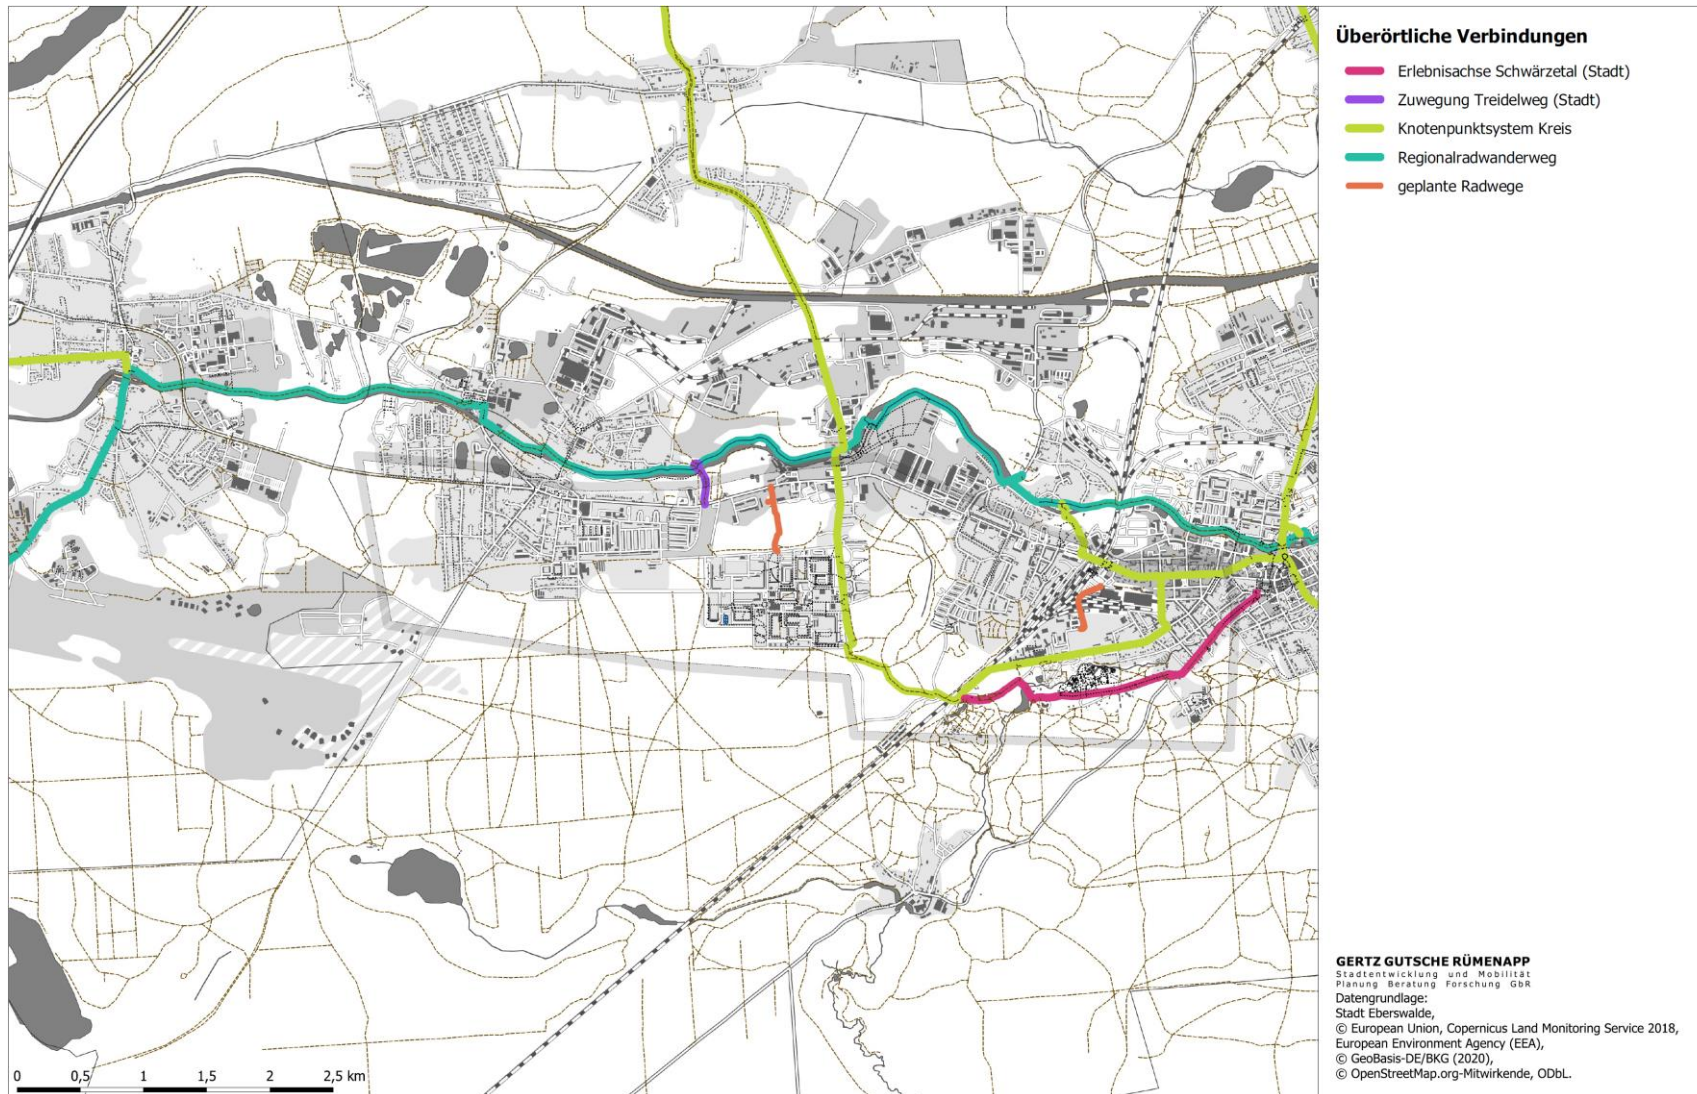 Überörtliche Verbindungen
Erlebnisachse Schwärzetal (Stadt)
Zuwegung Treidelweg (Stadt)
Knotenpunktsystem Kreis
Regionalradwanderweg
geplante Radwege
GERTZ GUTSCHE RÜMENAPP
Stadtentwicklung und Mobilität
Planung Beratung Forschung GbR
Datengrundlage:
Stadt Eberswalde,
© European Union, Copernicus Land Monitoring Service 2018,
European Environment Agency (EEA),
© GeoBasis-DE/BKG (2020),
© OpenStreetMap.org-Mitwirkende, ODbL.
0 0,5 1 1,5 2 2,5 km